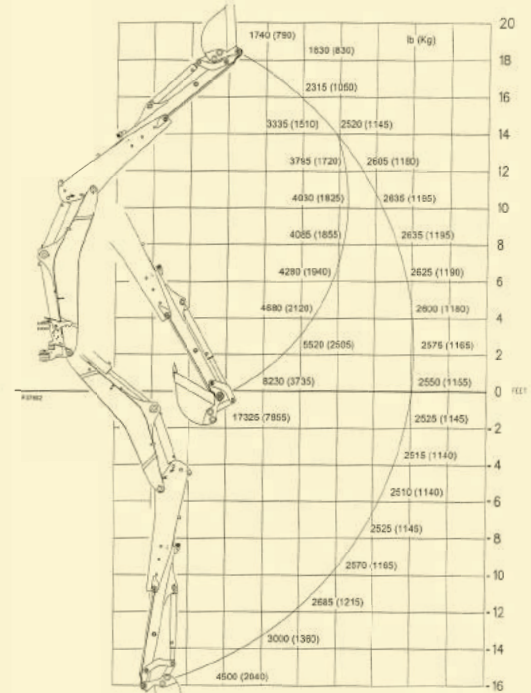 20
1740 (790)
1830 (830) lb (Kg)
18
2315 (1050)
16
3335 (1510) 2520 (1145)
14
3795 (1720) 2605 (1180)
12
4030 (1825) 2635 (1195)
10
4085 (1855) 2635 (1195)
8
4280 (1940) 2625 (1190)
6
4680 (2120) 2600 (1180)
4
5520 (2505) 2575 (1165)
2
8230 (3735) 2550 (1155)
0 FEET
17325 (7855) 2525 (1145)
- 2
2515 (1140)
- 4
2510 (1140)
- 6
2525 (1145)
- 8
2570 (1165)
- 10
2685 (1215)
- 12
3000 (1360)
- 14
4500 (2040)
- 16